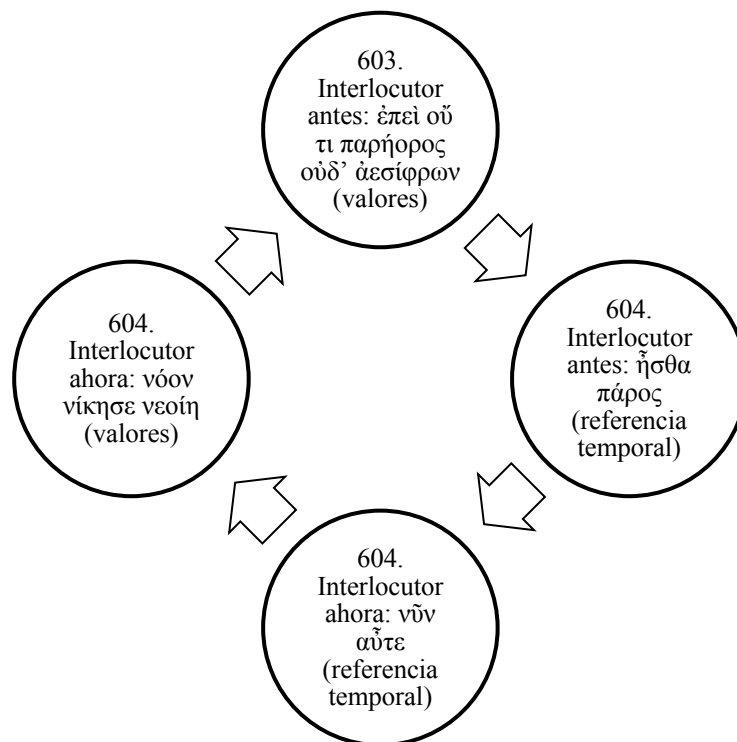 603.
Interlocutor
antes: ἐπεὶ οὔ
τι παρήορος
οὐδ’ ἀεσίφρων
(valores)
604.
Interlocutor
antes: ἦσθα
πάρος
(referencia
temporal)
604.
Interlocutor
ahora: νῦν
αὖτε
(referencia
temporal)
604.
Interlocutor
ahora: νόον
νίκησε νεοίη
(valores)